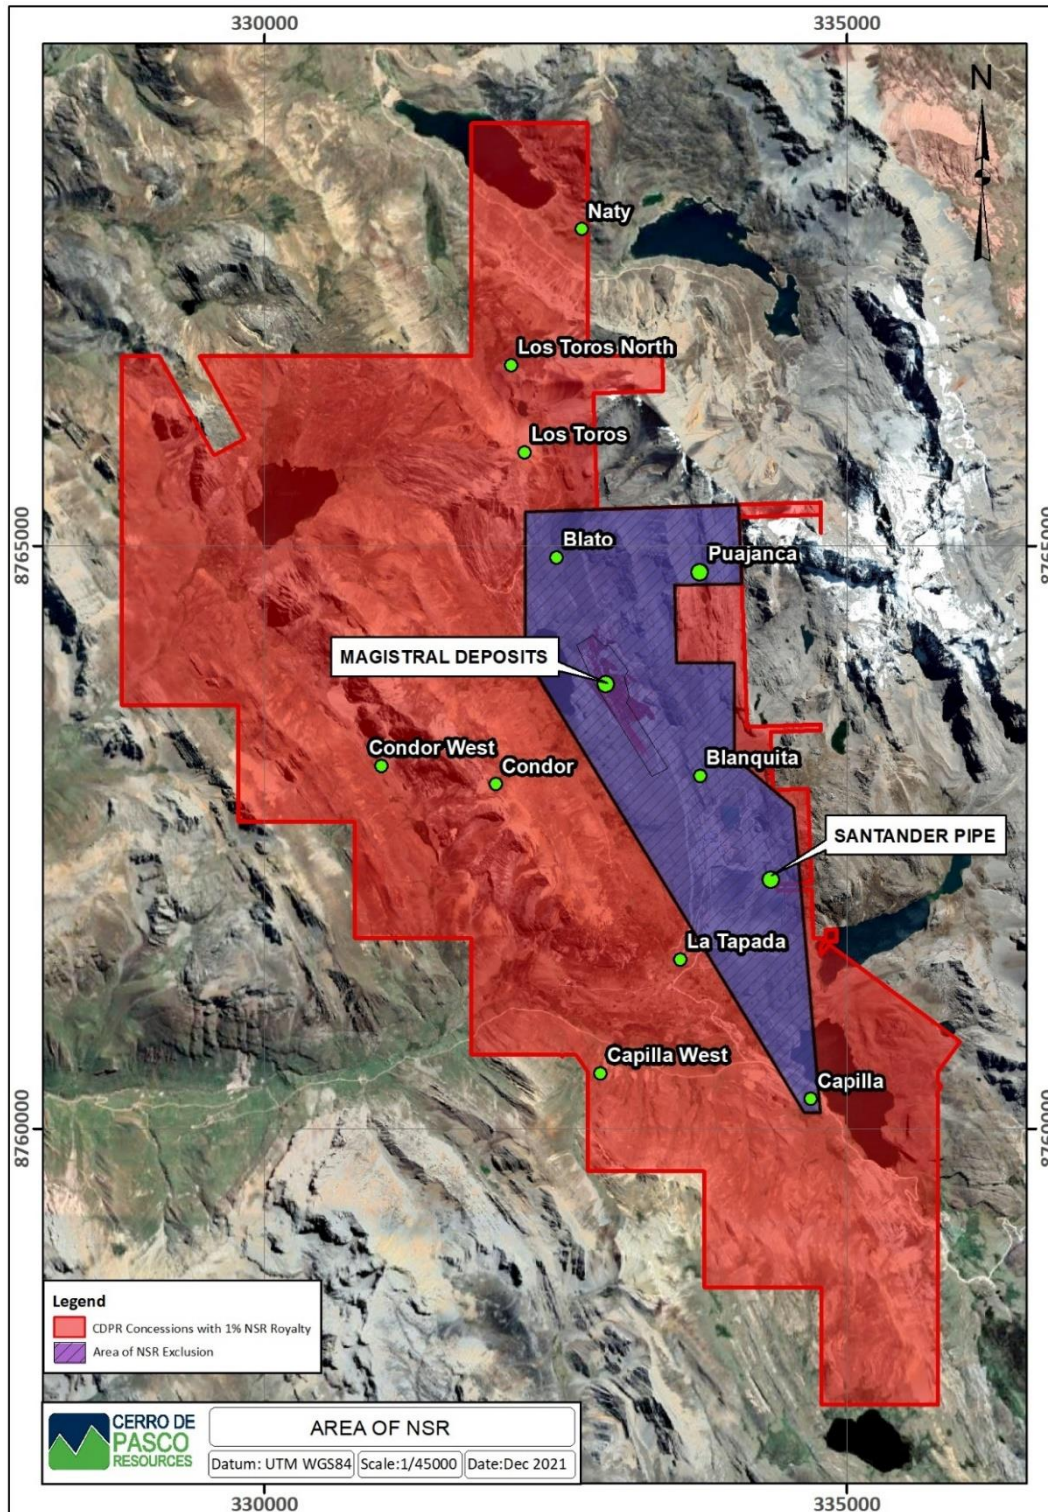 330000
335000
N
Naty
Los Toros North
Los Toros
8765000
8765000
Blato
Puajanca
MAGISTRAL DEPOSITS
Condor West
Condor
Blanquita
SANTANDER PIPE
La Tapada
Capilla West
Capilla
8760000
8760000
Legend
CDPR Concessions with 1% NSR Royalty
Area of NSR Exclusion
CERRO DE
PASCO
RESOURCES
AREA OF NSR
Datum: UTM WGS84
Scale:1/45000
Date:Dec 2021
330000
335000